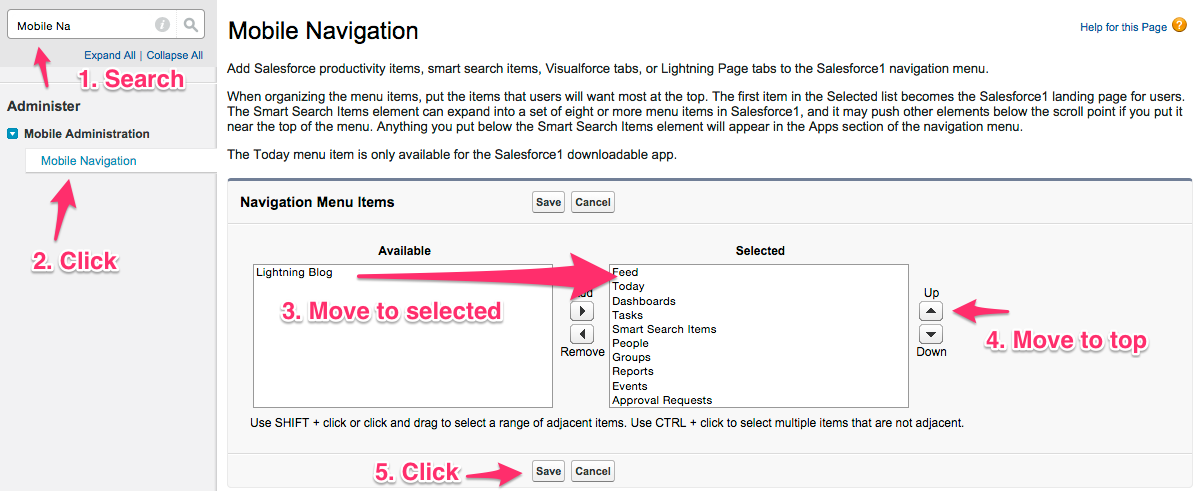 Mobile Na
Expand All | Collapse All
1. Search
Administer
Mobile Administration
Mobile Navigation
2. Click
Mobile Navigation
Help for this Page ?
Add Salesforce productivity items, smart search items, Visualforce tabs, or Lightning Page tabs to the Salesforce1 navigation menu.
When organizing the menu items, put the items that users will want most at the top. The first item in the Selected list becomes the Salesforce1 landing page for users.
The Smart Search Items element can expand into a set of eight or more menu items in Salesforce1, and it may push other elements below the scroll point if you put it
near the top of the menu. Anything you put below the Smart Search Items element will appear in the Apps section of the navigation menu.
The Today menu item is only available for the Salesforce1 downloadable app.
Navigation Menu Items
Save Cancel
Available
Lightning Blog
3. Move to selected
Remove
Selected
Feed
Today
Dashboards
Tasks
Smart Search Items
People
Groups
Reports
Events
Approval Requests
Up
Down
4. Move to top
Use SHIFT + click or click and drag to select a range of adjacent items. Use CTRL + click to select multiple items that are not adjacent.
5. Click
Save Cancel